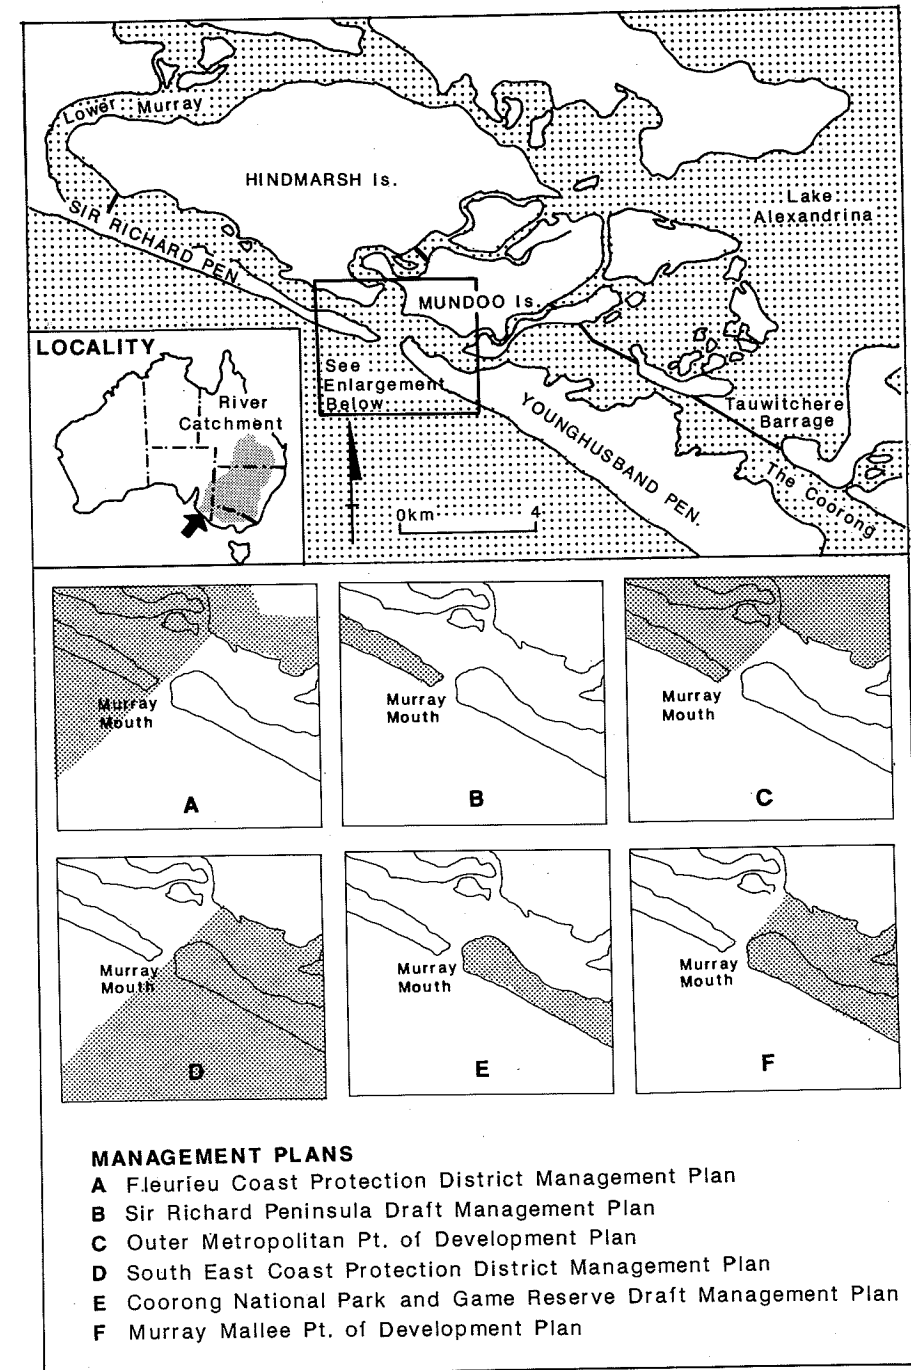 Lower Murray
HINDMARSH Is.
Lake
Alexandrina
SIR RICHARD PEN.
MUNDOO Is.
LOCALITY
See
Enlargement
Below
River
Catchment
YOUNGHUSBAND PEN.
Tauwitchere
Barrage
The Coorong
0km 4
Murray
Mouth
A
Murray
Mouth
B
Murray
Mouth
C
Murray
Mouth
D
Murray
Mouth
E
Murray
Mouth
F
MANAGEMENT PLANS
A Fleurieu Coast Protection District Management Plan
B Sir Richard Peninsula Draft Management Plan
C Outer Metropolitan Pt. of Development Plan
D South East Coast Protection District Management Plan
E Coorong National Park and Game Reserve Draft Management Plan
F Murray Mallee Pt. of Development Plan